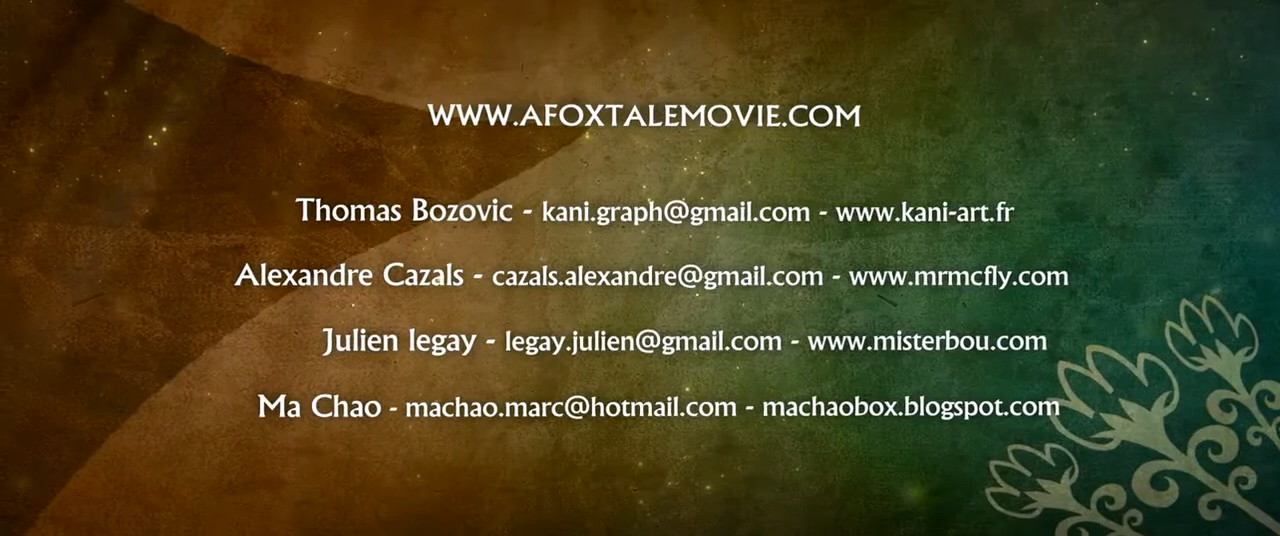 WWW.AFOXTALEMOVIE.COM
Thomas Bozovic - kani.graph@gmail.com - www.kani-art.fr
Alexandre Cazals - cazals.alexandre@gmail.com - www.mrmcfly.com
Julien legay - legay.julien@gmail.com - www.misterbou.com
Ma Chao - machao.marc@hotmail.com - machaobox.blogspot.com